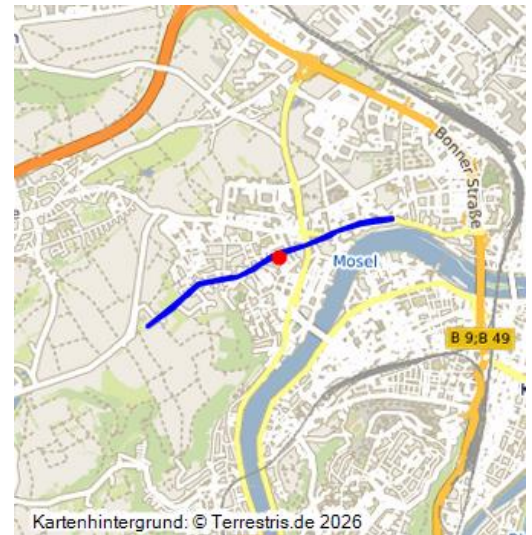 Bonner Straße
Mosel
B 9;B 49
K
Kartenhintergrund: © Terrestris.de 2026